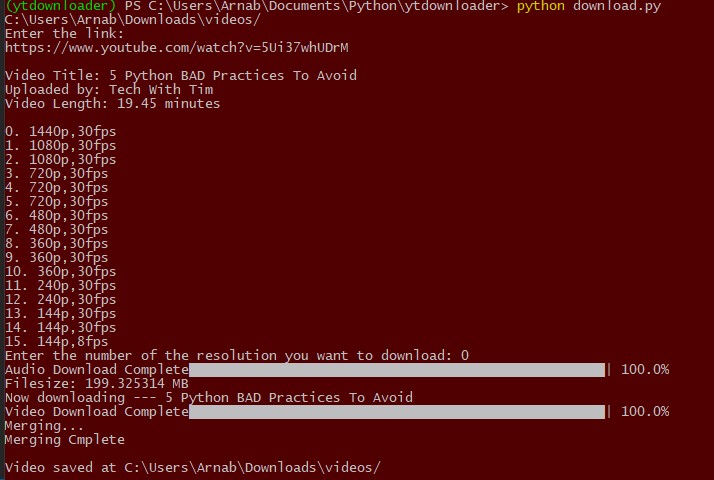 (ytdownloader) PS C:\Users\Arnab\Documents\Python\ytdownloader> python download.py
C:\Users\Arnab\Downloads\videos/
Enter the link:
https://www.youtube.com/watch?v=5Ui37whUDrM
Video Title: 5 Python BAD Practices To Avoid
Uploaded by: Tech With Tim
Video Length: 19.45 minutes
0. 1440p,30fps
1. 1080p,30fps
2. 1080p,30fps
3. 720p,30fps
4. 720p,30fps
5. 720p,30fps
6. 480p,30fps
7. 480p,30fps
8. 360p,30fps
9. 360p,30fps
10. 360p,30fps
11. 240p,30fps
12. 240p,30fps
13. 144p,30fps
14. 144p,30fps
15. 144p,8fps
Enter the number of the resolution you want to download: 0
Audio Download Complete| 100.0%
Filesize: 199.325314 MB
Now downloading --- 5 Python BAD Practices To Avoid
Video Download Complete| 100.0%
Merging...
Merging Cmplete
Video saved at C:\Users\Arnab\Downloads\videos/